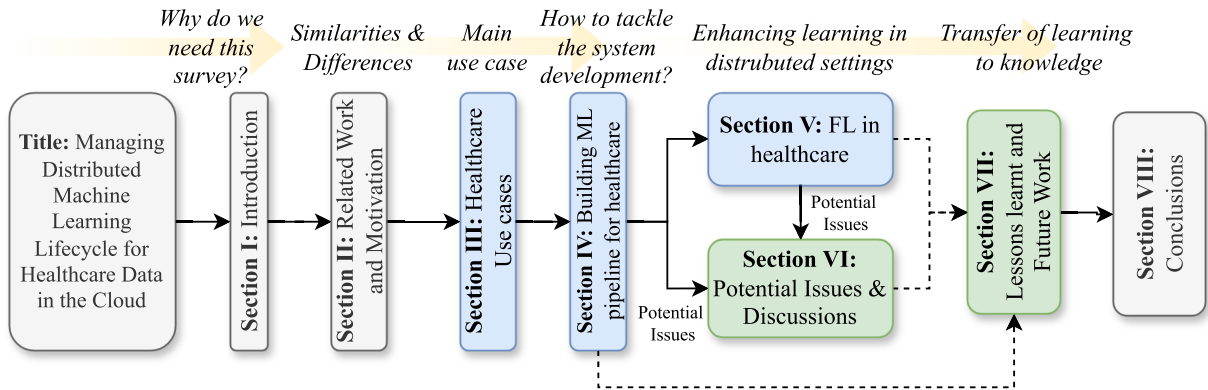 Why do we
need this
survey?
Similarities &
Differences
Main
use case
How to tackle
the system
development?
Enhancing learning in
distrubuted settings
Transfer of learning
to knowledge
Title: Managing
Distributed
Machine
Learning
Lifecycle for
Healthcare Data
in the Cloud
Section I: Introduction
Section II: Related Work
and Motivation
Section III: Healthcare
Use cases
Section IV: Building ML
pipeline for healthcare
Section V: FL in
healthcare
Potential
Issues
Section VI:
Potential Issues &
Discussions
Potential
Issues
Section VII:
Lessons learnt and
Future Work
Section VIII:
Conclusions